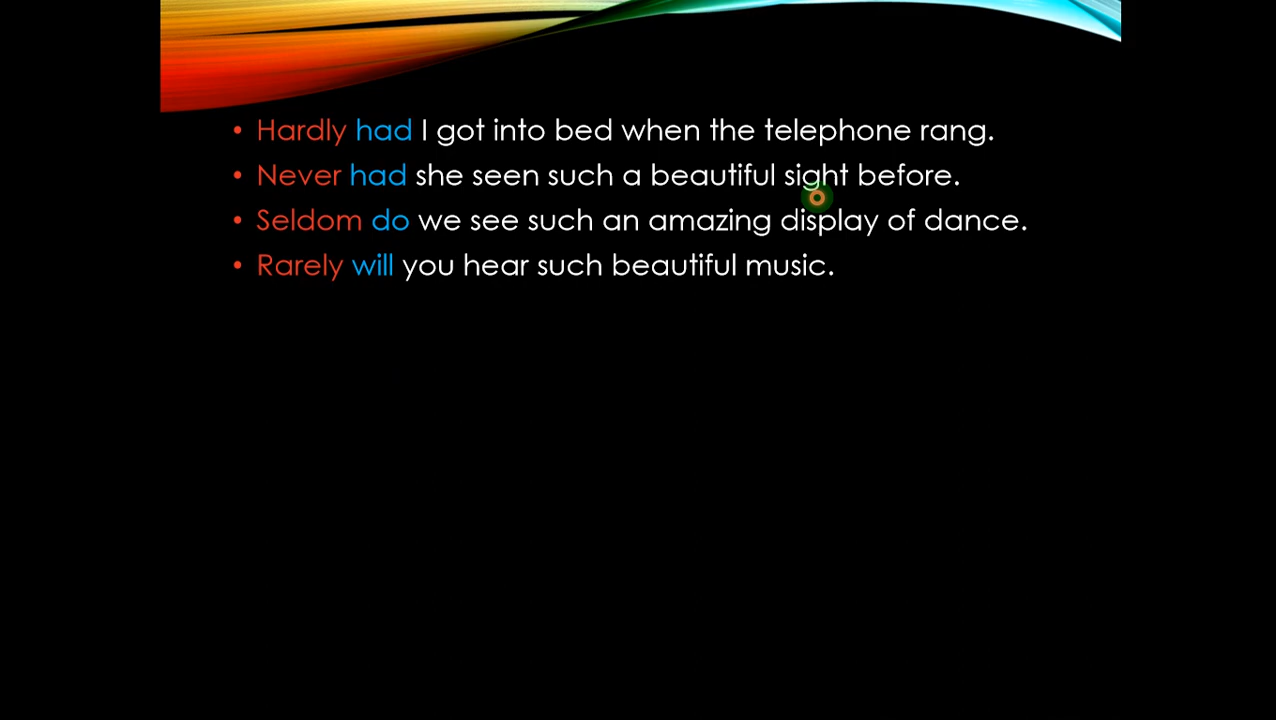 • Hardly had I got into bed when the telephone rang.
• Never had she seen such a beautiful sight before.
• Seldom do we see such an amazing display of dance.
• Rarely will you hear such beautiful music.